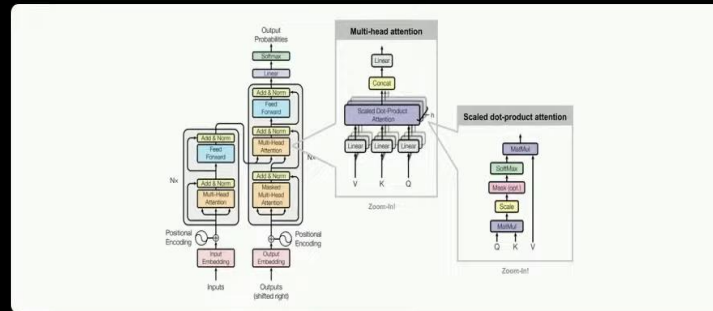 Output
Probabilities
Softmax
Linear
Add & Norm
Feed
Forward
Add & Norm
Multi-Head
Attention
Nx
Add & Norm
Masked
Multi-Head
Attention
Add & Norm
Feed
Forward
Nx
Add & Norm
Multi-Head
Attention
Positional
Encoding
Positional
Encoding
Input
Embedding
Output
Embedding
Inputs
Outputs
(shifted right)
Multi-head attention
Linear
Concat
Scaled Dot-Product
Attention
h
Linear Linear Linear
V K Q
Zoom-In!
Scaled dot-product attention
MatMul
SoftMax
Mask (opt.)
Scale
MatMul
Q K V
Zoom-In!